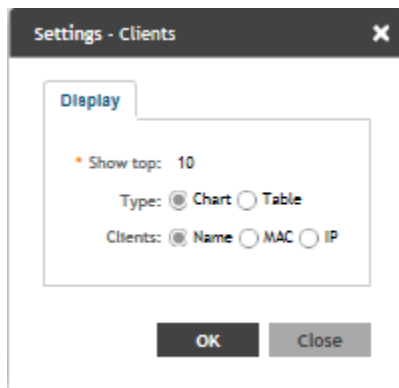 Settings - Clients
Display
* Show top: 10
Type: Chart Table
Clients: Name MAC IP
OK Close